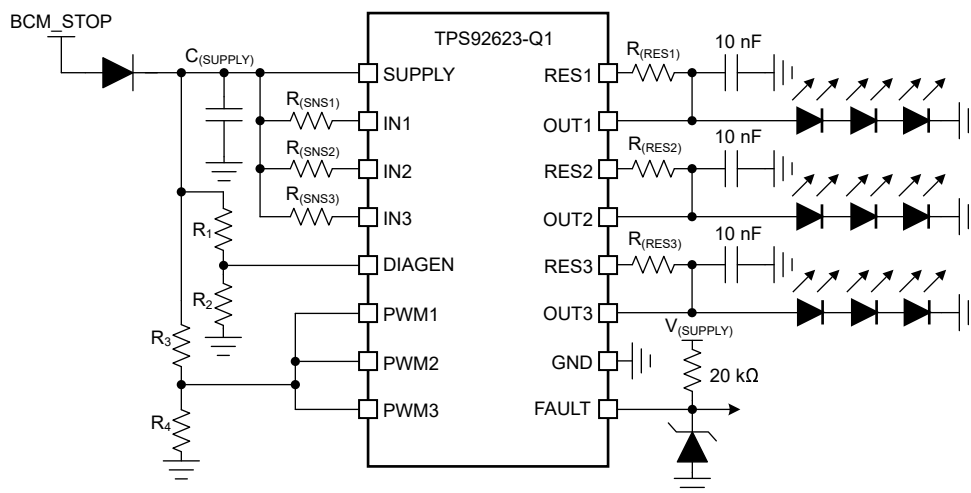 BCM_STOP
C(SUPPLY)
TPS92623-Q1
SUPPLY
R(SNS1)
IN1
R(SNS2)
IN2
R(SNS3)
IN3
R1
DIAGEN
R2
PWM1
R3
PWM2
PWM3
R4
RES1
R(RES1)
10 nF
OUT1
RES2
R(RES2)
10 nF
OUT2
RES3
R(RES3)
10 nF
OUT3
V(SUPPLY)
GND
20 kΩ
FAULT